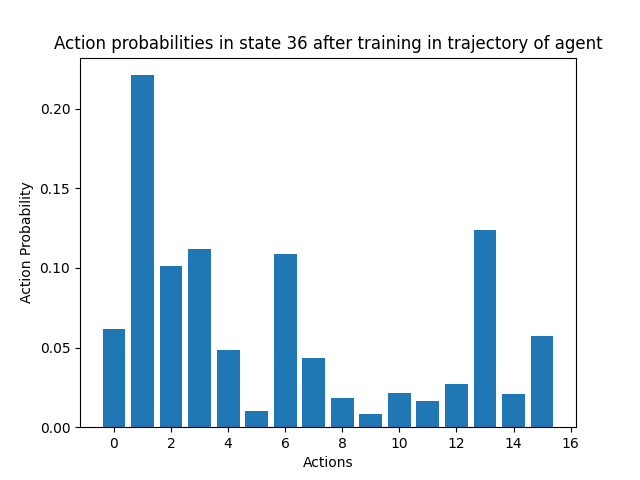 Action probabilities in state 36 after training in trajectory of agent
0.20
0.15
0.10
0.05
0.00
Action Probability
0 2 4 6 8 10 12 14 16
Actions